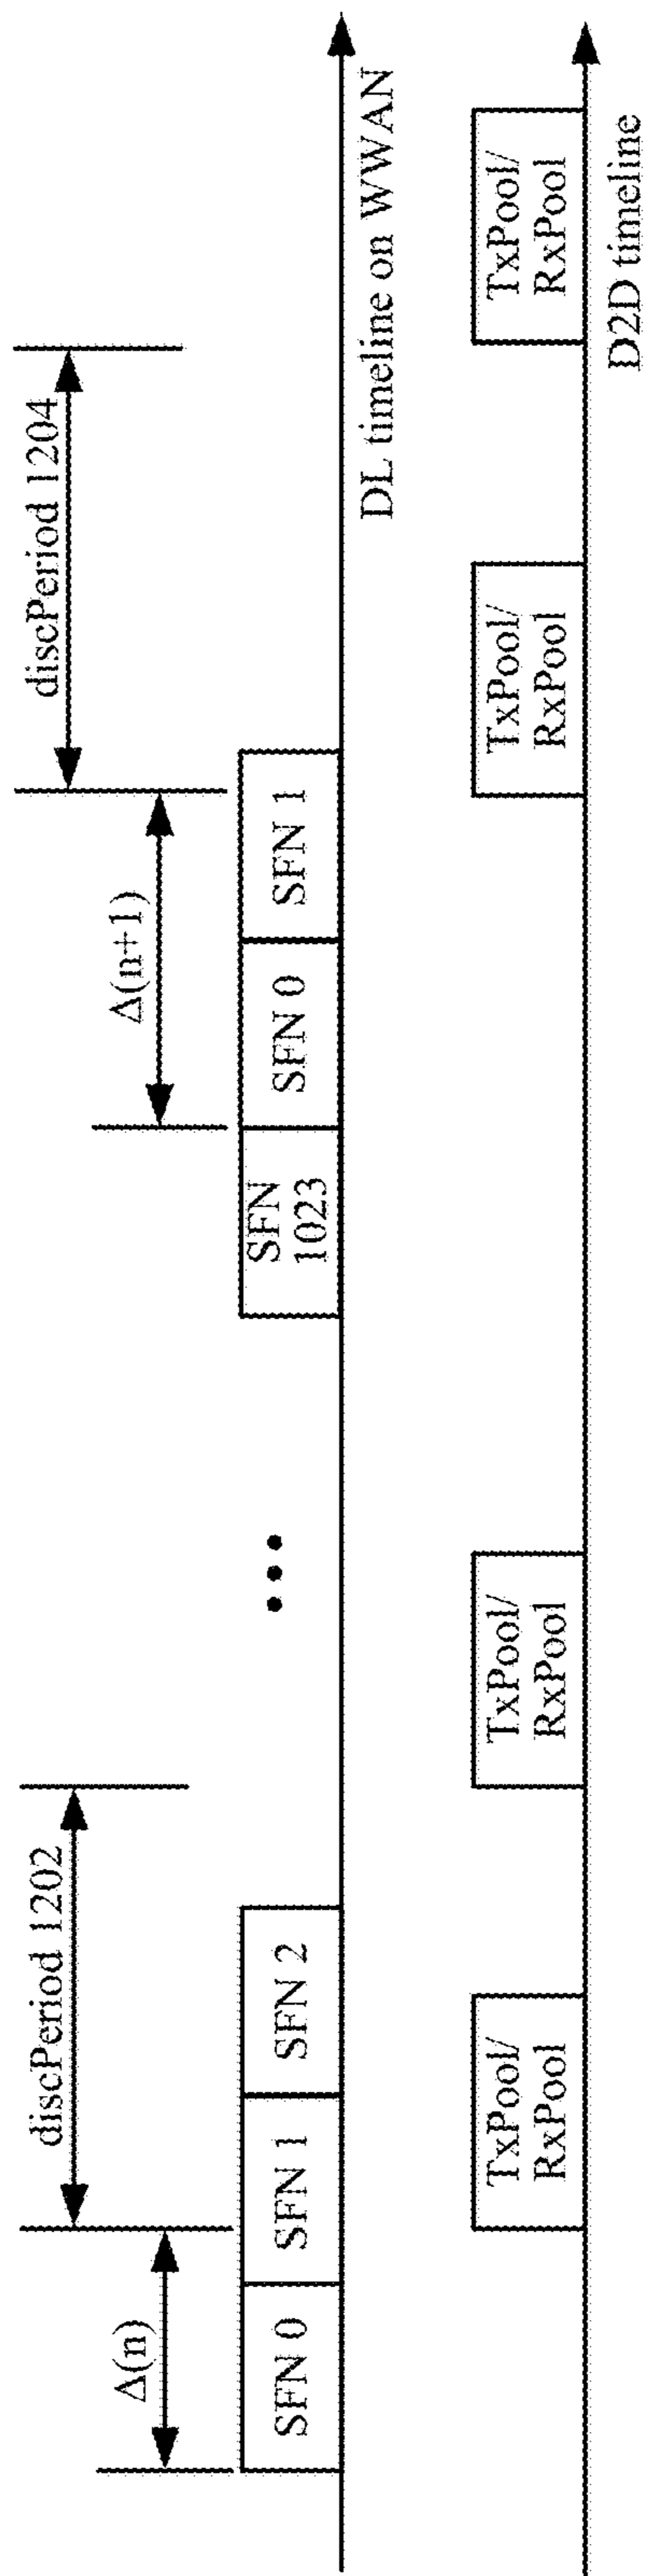 discPeriod 1202
discPeriod 1204
Δ(n)
Δ(n+1)
SFN 0
SFN 1
SFN 2
SFN
1023
SFN 0
SFN 1
DL timeline on WWAN
TxPool/
RxPool
TxPool/
RxPool
TxPool/
RxPool
TxPool/
RxPool
D2D timeline